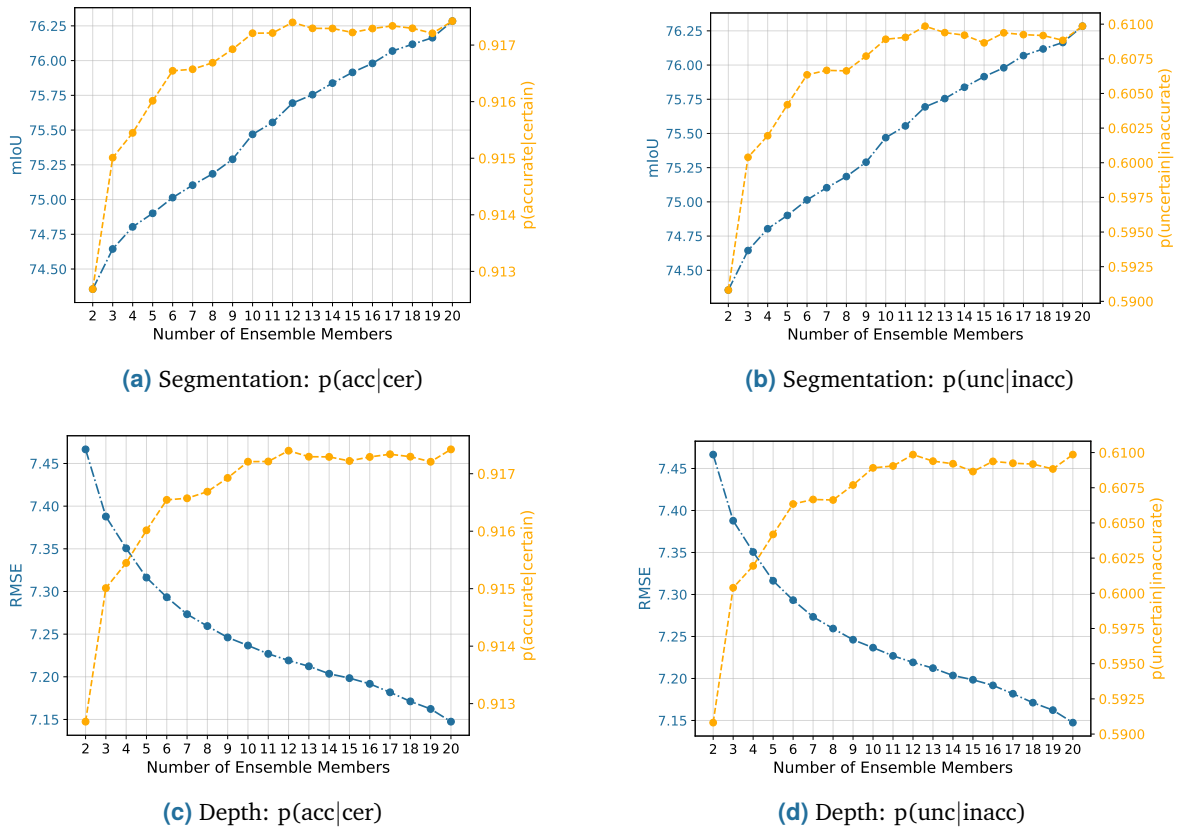 76.25
76.00
75.75
75.50
75.25
75.00
74.75
74.50
mIoU
0.917
0.916
0.915
0.914
0.913
p(accurate|certain)
2 3 4 5 6 7 8 9 10 11 12 13 14 15 16 17 18 19 20
Number of Ensemble Members
(a) Segmentation: p(acc|cer)
76.25
76.00
75.75
75.50
75.25
75.00
74.75
74.50
mIoU
0.6100
0.6075
0.6050
0.6025
0.6000
0.5975
0.5950
0.5925
0.5900
p(uncertain|inaccurate)
2 3 4 5 6 7 8 9 10 11 12 13 14 15 16 17 18 19 20
Number of Ensemble Members
(b) Segmentation: p(unc|inacc)
7.45
7.40
7.35
7.30
7.25
7.20
7.15
RMSE
0.917
0.916
0.915
0.914
0.913
p(accurate|certain)
2 3 4 5 6 7 8 9 10 11 12 13 14 15 16 17 18 19 20
Number of Ensemble Members
(c) Depth: p(acc|cer)
7.45
7.40
7.35
7.30
7.25
7.20
7.15
RMSE
0.6100
0.6075
0.6050
0.6025
0.6000
0.5975
0.5950
0.5925
0.5900
p(uncertain|inaccurate)
2 3 4 5 6 7 8 9 10 11 12 13 14 15 16 17 18 19 20
Number of Ensemble Members
(d) Depth: p(unc|inacc)